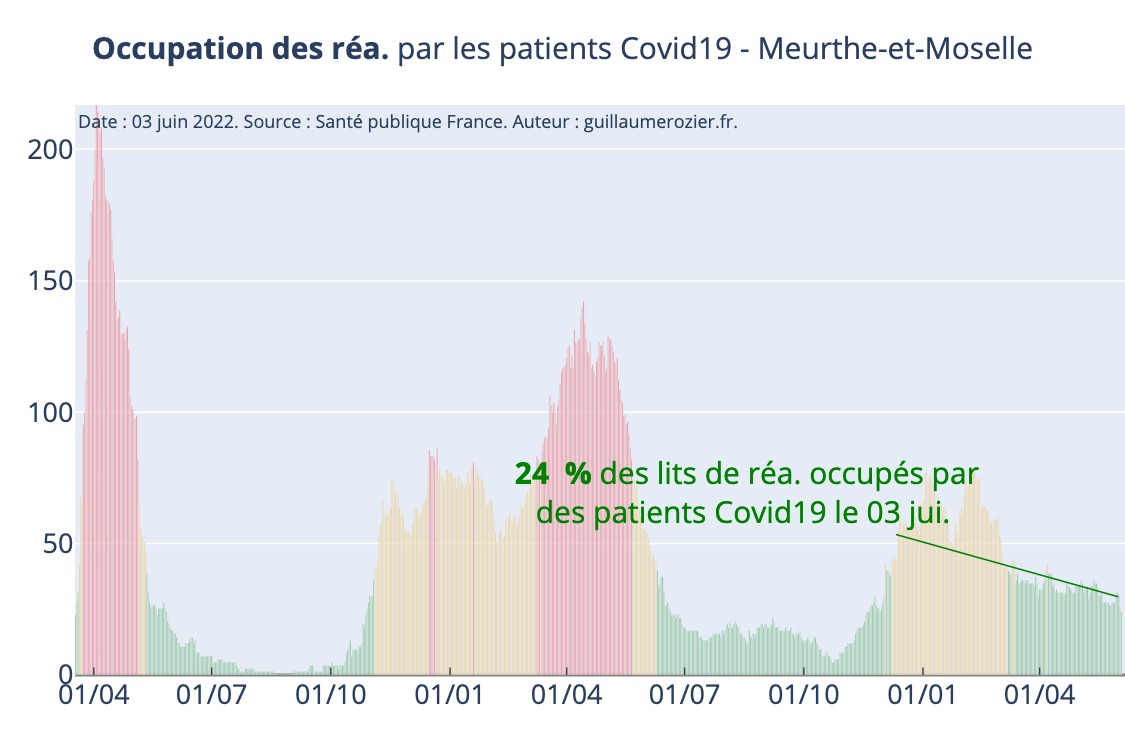 Occupation des réa. par les patients Covid19 - Meurthe-et-Moselle
Date : 03 juin 2022. Source : Santé publique France. Auteur : guillaumerozier.fr.
200
150
100
50
0
24 % des lits de réa. occupés par
des patients Covid19 le 03 jui.
01/04 01/07 01/10 01/01 01/04 01/07 01/10 01/01 01/04